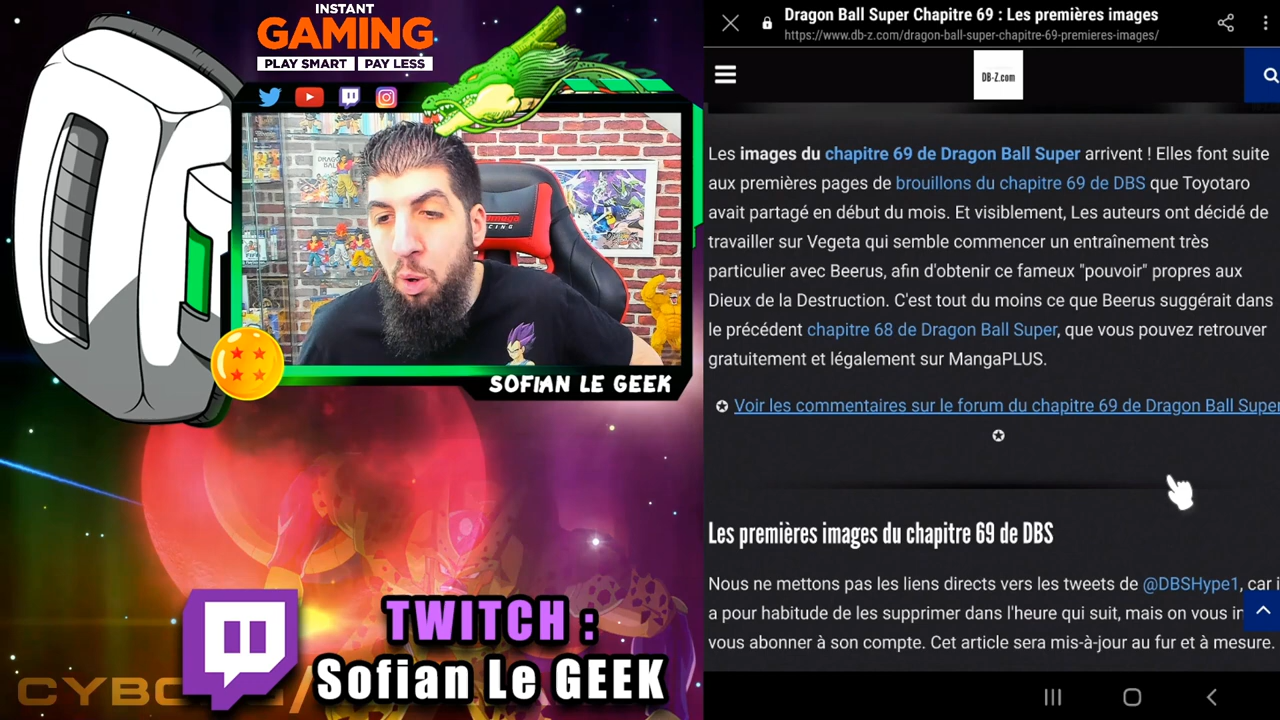 INSTANT
GAMING
PLAY SMART | PAY LESS
SOFIAN LE GEEK
TWITCH :
Sofian Le GEEK
Dragon Ball Super Chapitre 69 : Les premières images
https://www.db-z.com/dragon-ball-super-chapitre-69-premieres-images/
DB-Z.com
Les images du chapitre 69 de Dragon Ball Super arrivent ! Elles font suite
aux premières pages de brouillons du chapitre 69 de DBS que Toyotaro
avait partagé en début du mois. Et visiblement, Les auteurs ont décidé de
travailler sur Vegeta qui semble commencer un entraînement très
particulier avec Beerus, afin d'obtenir ce fameux "pouvoir" propres aux
Dieux de la Destruction. C'est tout du moins ce que Beerus suggérait dans
le précédent chapitre 68 de Dragon Ball Super, que vous pouvez retrouver
gratuitement et légalement sur MangaPLUS.
✪ Voir les commentaires sur le forum du chapitre 69 de Dragon Ball Super
✪
Les premières images du chapitre 69 de DBS
Nous ne mettons pas les liens directs vers les tweets de @DBSHype1, car i
a pour habitude de les supprimer dans l'heure qui suit, mais on vous in
vous abonner à son compte. Cet article sera mis-à-jour au fur et à mesure.